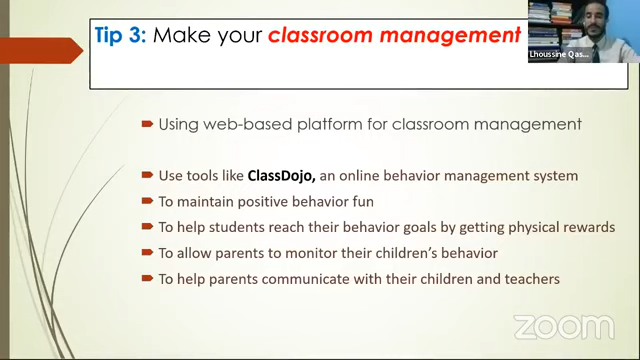 Tip 3: Make your classroom management
Lhoussine Qas...
Using web-based platform for classroom management
Use tools like ClassDojo, an online behavior management system
To maintain positive behavior fun
To help students reach their behavior goals by getting physical rewards
To allow parents to monitor their children's behavior
To help parents communicate with their children and teachers
zoom